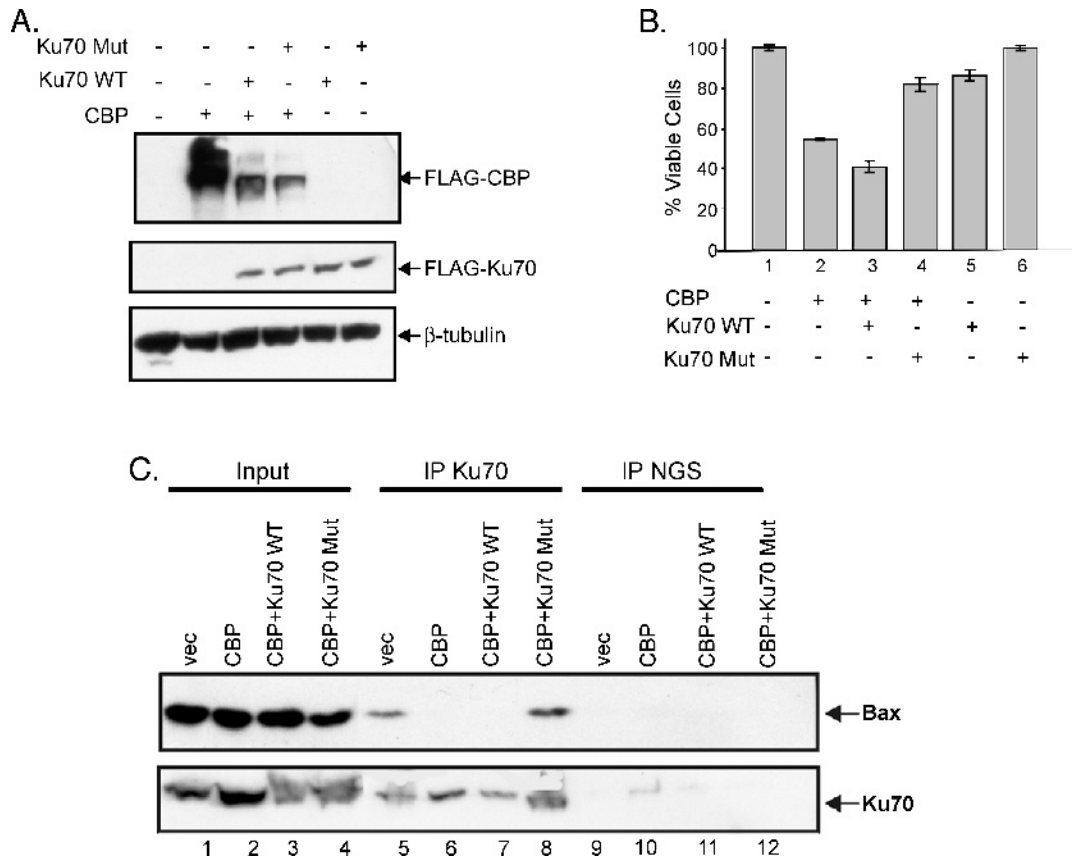 A.
Ku70 Mut - - - + - +
Ku70 WT - - + - + -
CBP - + + + - -
FLAG-CBP
FLAG-Ku70
β-tubulin
B.
% Viable Cells
100
80
60
40
20
0
1 2 3 4 5 6
CBP - + + + - -
Ku70 WT - - + - + -
Ku70 Mut - - - + - +
C.
Input IP Ku70 IP NGS
vec CBP CBP+Ku70 WT CBP+Ku70 Mut vec CBP CBP+Ku70 WT CBP+Ku70 Mut vec CBP CBP+Ku70 WT CBP+Ku70 Mut
Bax
Ku70
1 2 3 4 5 6 7 8 9 10 11 12